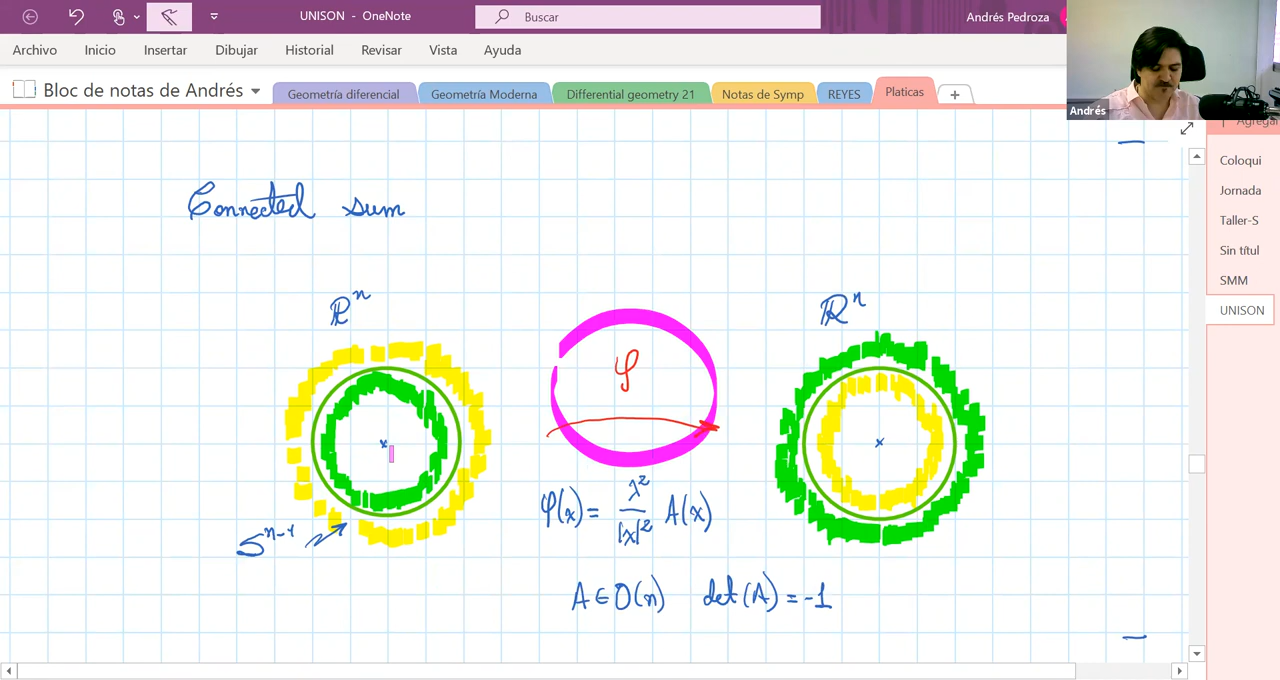 UNISON - OneNote
Buscar
Andrés Pedroza
Archivo Inicio Insertar Dibujar Historial Revisar Vista Ayuda
Bloc de notas de Andrés
Geometría diferencial
Geometría Moderna
Differential geometry 21
Notas de Symp
REYES
Platicas
Andrés
Coloqui
Jornada
Taller-S
Sin títul
SMM
UNISON
Connected sum
ℝⁿ
φ
ℝⁿ
φ(x) = λ²/|x|² A(x)
Sⁿ⁻¹
A ∈ O(n) det(A) = -1